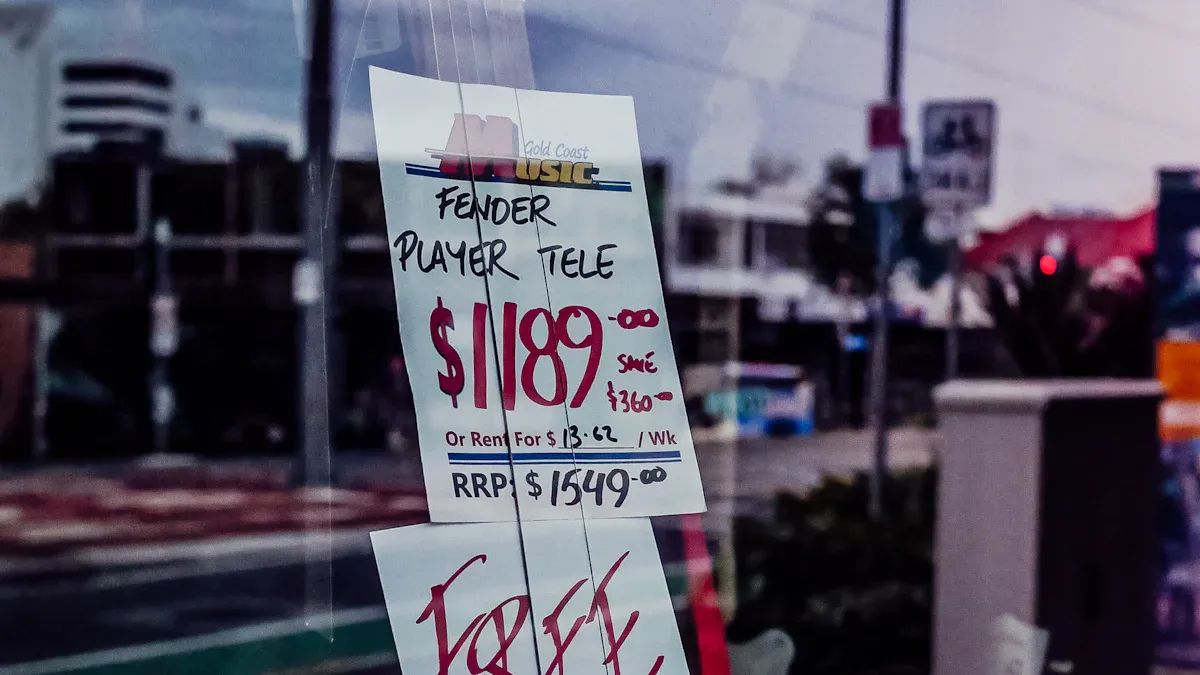 Gold Coast
Music
FENDER
PLAYER TELE
$1189-00
SAVE
$360-00
Or Rent For $ 13.62 / Wk
RRP: $ 1549-00
FREE